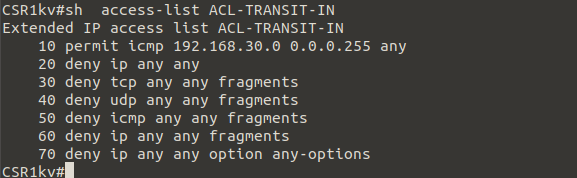 CSR1kv#sh  access-list ACL-TRANSIT-IN
Extended IP access list ACL-TRANSIT-IN
    10 permit icmp 192.168.30.0 0.0.0.255 any
    20 deny ip any any
    30 deny tcp any any fragments
    40 deny udp any any fragments
    50 deny icmp any any fragments
    60 deny ip any any fragments
    70 deny ip any any option any-options
CSR1kv#